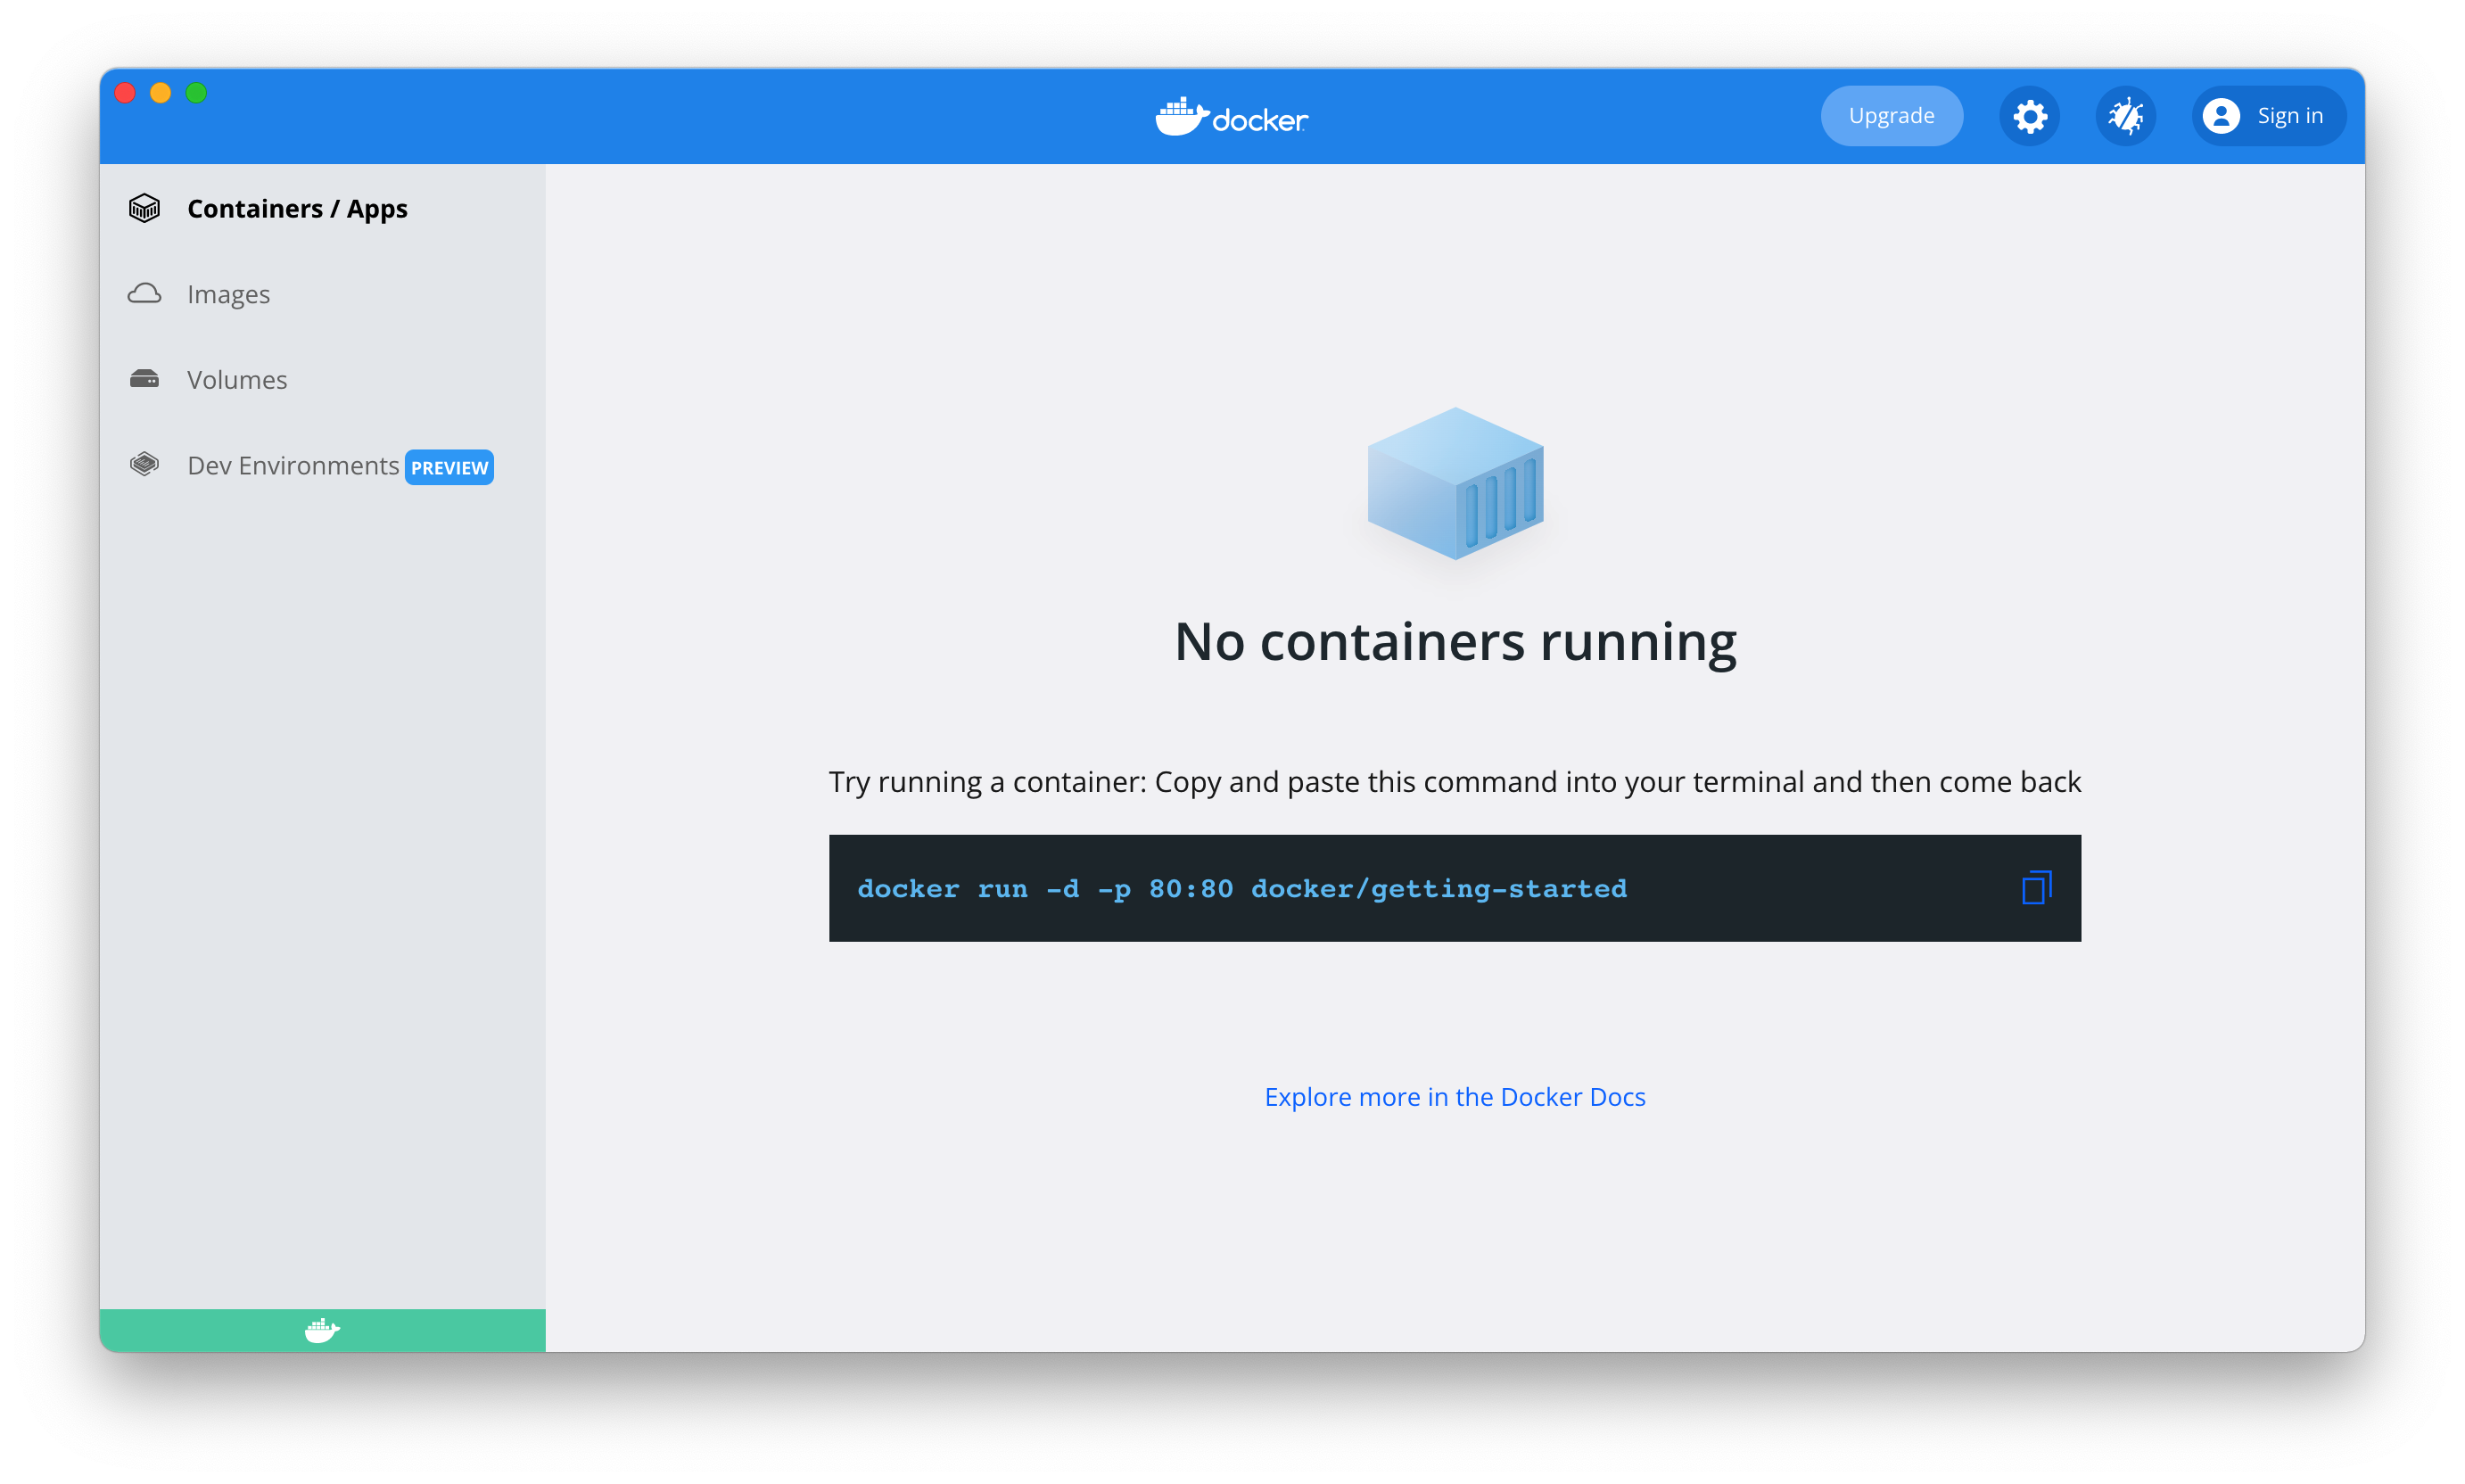 docker
Upgrade
Sign in
Containers / Apps
Images
Volumes
Dev Environments PREVIEW
No containers running
Try running a container: Copy and paste this command into your terminal and then come back
docker run -d -p 80:80 docker/getting-started
Explore more in the Docker Docs